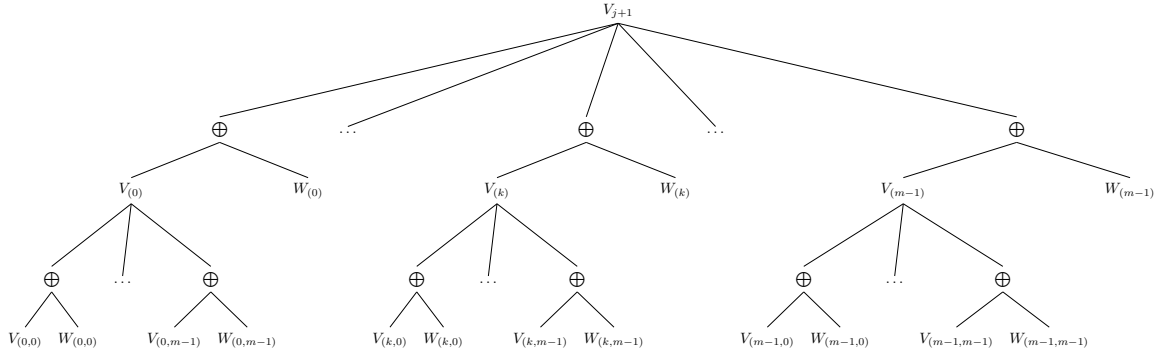 V_{j+1}
⊕ ... ⊕ ... ⊕
V_{(0)} W_{(0)} V_{(k)} W_{(k)} V_{(m−1)} W_{(m−1)}
⊕ ... ⊕ ⊕ ... ⊕ ⊕ ... ⊕
V_{(0,0)} W_{(0,0)} V_{(0,m−1)} W_{(0,m−1)} V_{(k,0)} W_{(k,0)} V_{(k,m−1)} W_{(k,m−1)} V_{(m−1,0)} W_{(m−1,0)} V_{(m−1,m−1)} W_{(m−1,m−1)}